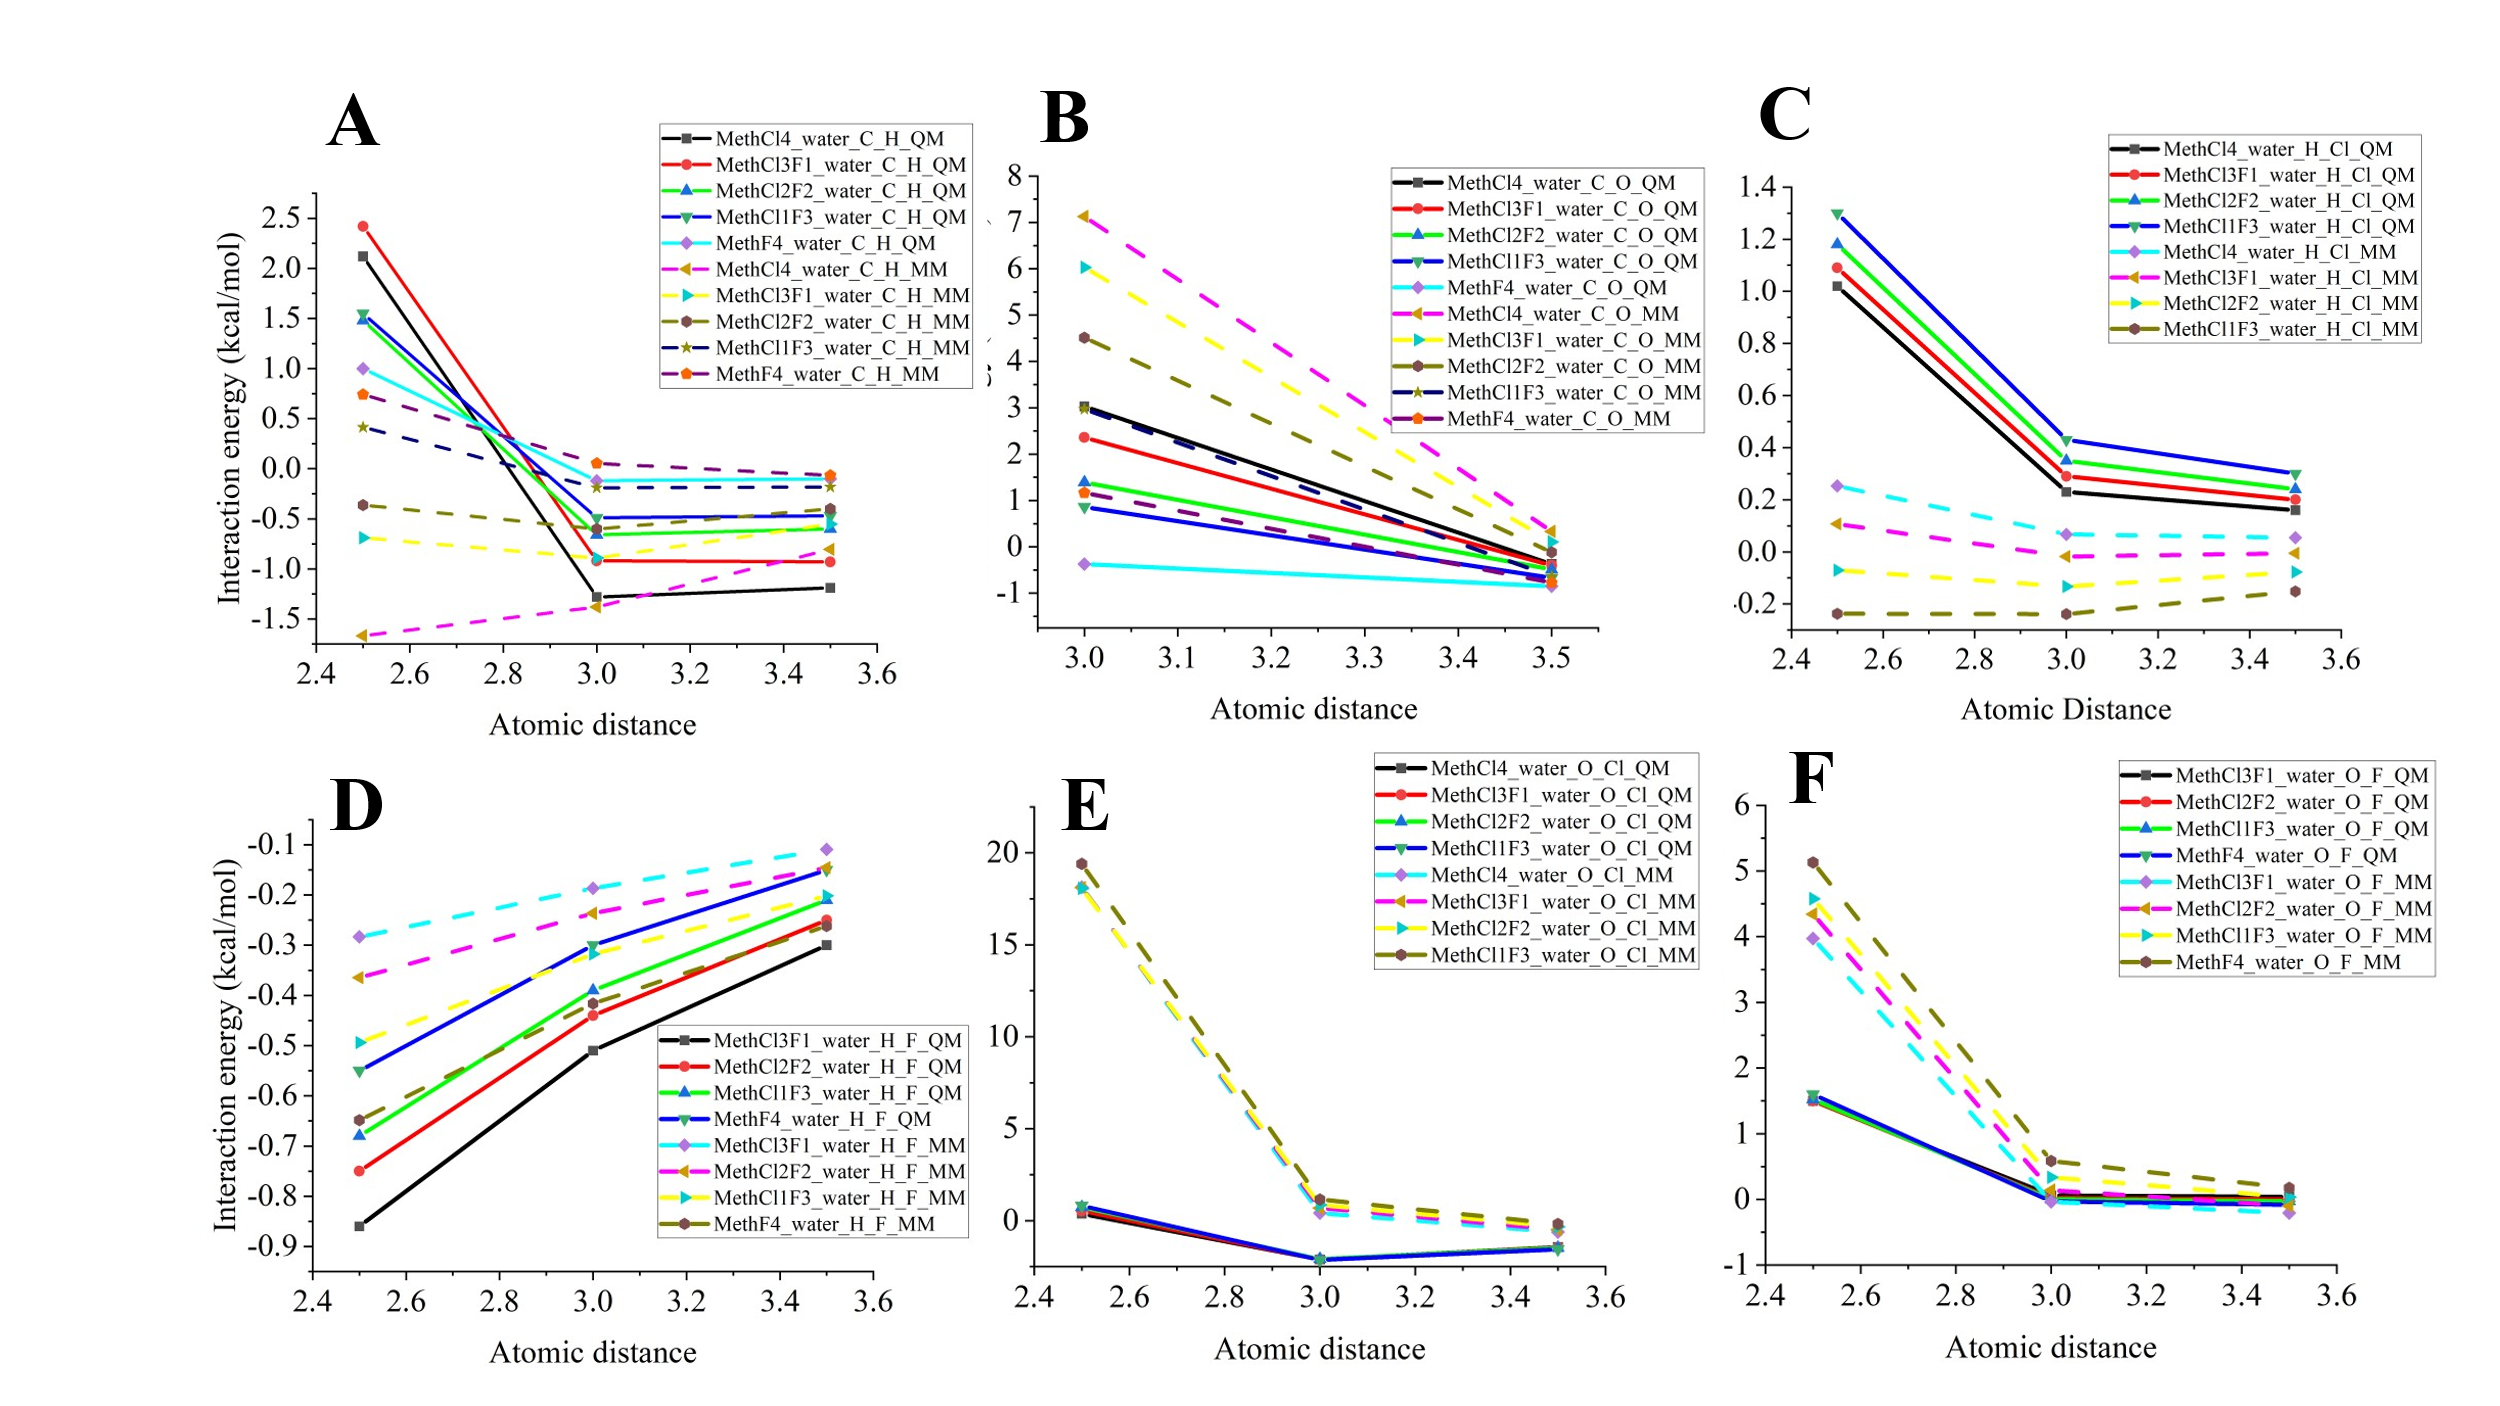 A
MethCl4_water_C_H_QM
MethCl3F1_water_C_H_QM
MethCl2F2_water_C_H_QM
MethCl1F3_water_C_H_QM
MethF4_water_C_H_QM
MethCl4_water_C_H_MM
MethCl3F1_water_C_H_MM
MethCl2F2_water_C_H_MM
MethCl1F3_water_C_H_MM
MethF4_water_C_H_MM
Interaction energy (kcal/mol)
2.5
2.0
1.5
1.0
0.5
0.0
-0.5
-1.0
-1.5
2.4 2.6 2.8 3.0 3.2 3.4 3.6
Atomic distance
B
MethCl4_water_C_O_QM
MethCl3F1_water_C_O_QM
MethCl2F2_water_C_O_QM
MethCl1F3_water_C_O_QM
MethF4_water_C_O_QM
MethCl4_water_C_O_MM
MethCl3F1_water_C_O_MM
MethCl2F2_water_C_O_MM
MethCl1F3_water_C_O_MM
MethF4_water_C_O_MM
8
7
6
5
4
3
2
1
0
-1
3.0 3.1 3.2 3.3 3.4 3.5
Atomic distance
C
MethCl4_water_H_Cl_QM
MethCl3F1_water_H_Cl_QM
MethCl2F2_water_H_Cl_QM
MethCl1F3_water_H_Cl_QM
MethCl4_water_H_Cl_MM
MethCl3F1_water_H_Cl_MM
MethCl2F2_water_H_Cl_MM
MethCl1F3_water_H_Cl_MM
1.4
1.2
1.0
0.8
0.6
0.4
0.2
0.0
-0.2
2.4 2.6 2.8 3.0 3.2 3.4 3.6
Atomic Distance
D
Interaction energy (kcal/mol)
-0.1
-0.2
-0.3
-0.4
-0.5
-0.6
-0.7
-0.8
-0.9
MethCl3F1_water_H_F_QM
MethCl2F2_water_H_F_QM
MethCl1F3_water_H_F_QM
MethF4_water_H_F_QM
MethCl3F1_water_H_F_MM
MethCl2F2_water_H_F_MM
MethCl1F3_water_H_F_MM
MethF4_water_H_F_MM
2.4 2.6 2.8 3.0 3.2 3.4 3.6
Atomic distance
E
MethCl4_water_O_Cl_QM
MethCl3F1_water_O_Cl_QM
MethCl2F2_water_O_Cl_QM
MethCl1F3_water_O_Cl_QM
MethCl4_water_O_Cl_MM
MethCl3F1_water_O_Cl_MM
MethCl2F2_water_O_Cl_MM
MethCl1F3_water_O_Cl_MM
20
15
10
5
0
2.4 2.6 2.8 3.0 3.2 3.4 3.6
Atomic distance
F
MethCl3F1_water_O_F_QM
MethCl2F2_water_O_F_QM
MethCl1F3_water_O_F_QM
MethF4_water_O_F_QM
MethCl3F1_water_O_F_MM
MethCl2F2_water_O_F_MM
MethCl1F3_water_O_F_MM
MethF4_water_O_F_MM
6
5
4
3
2
1
0
-1
2.4 2.6 2.8 3.0 3.2 3.4 3.6
Atomic distance